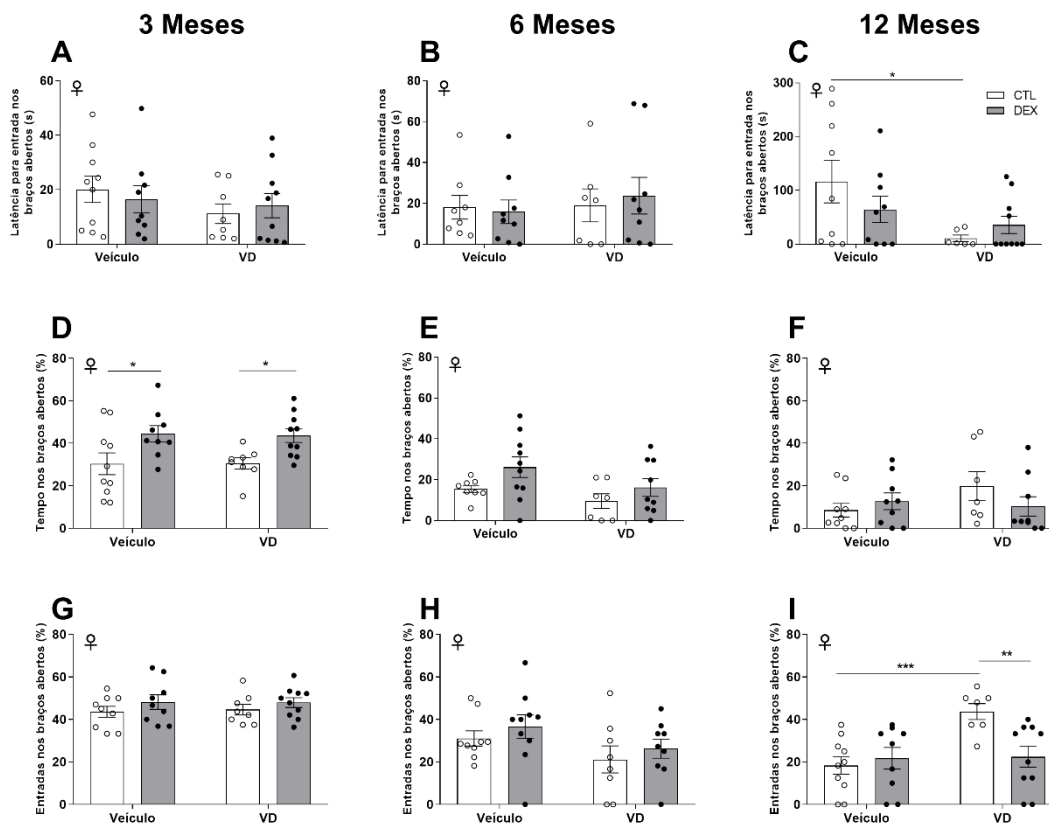 3 Meses
6 Meses
12 Meses
A
Latência para entrada nos
braços abertos (s)
60
40
20
0
♀
Veículo
VD
B
Latência para entrada nos
braços abertos (s)
80
60
40
20
0
♀
Veículo
VD
C
Latência para entrada nos
braços abertos (s)
300
200
100
0
♀
*
CTL
DEX
Veículo
VD
D
Tempo nos braços abertos (%)
80
60
40
20
0
♀
*
*
Veículo
VD
E
Tempo nos braços abertos (%)
80
60
40
20
0
♀
Veículo
VD
F
Tempo nos braços abertos (%)
80
60
40
20
0
♀
Veículo
VD
G
Entradas nos braços abertos (%)
80
60
40
20
0
♀
Veículo
VD
H
Entradas nos braços abertos (%)
80
60
40
20
0
♀
Veículo
VD
I
Entradas nos braços abertos (%)
80
60
40
20
0
♀
***
**
Veículo
VD